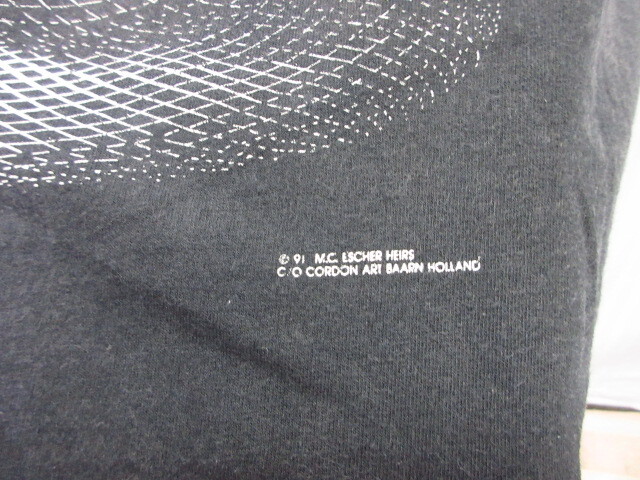 © 91 M.C. ESCHER HEIRS
C/O CORDON ART BAARN HOLLAND